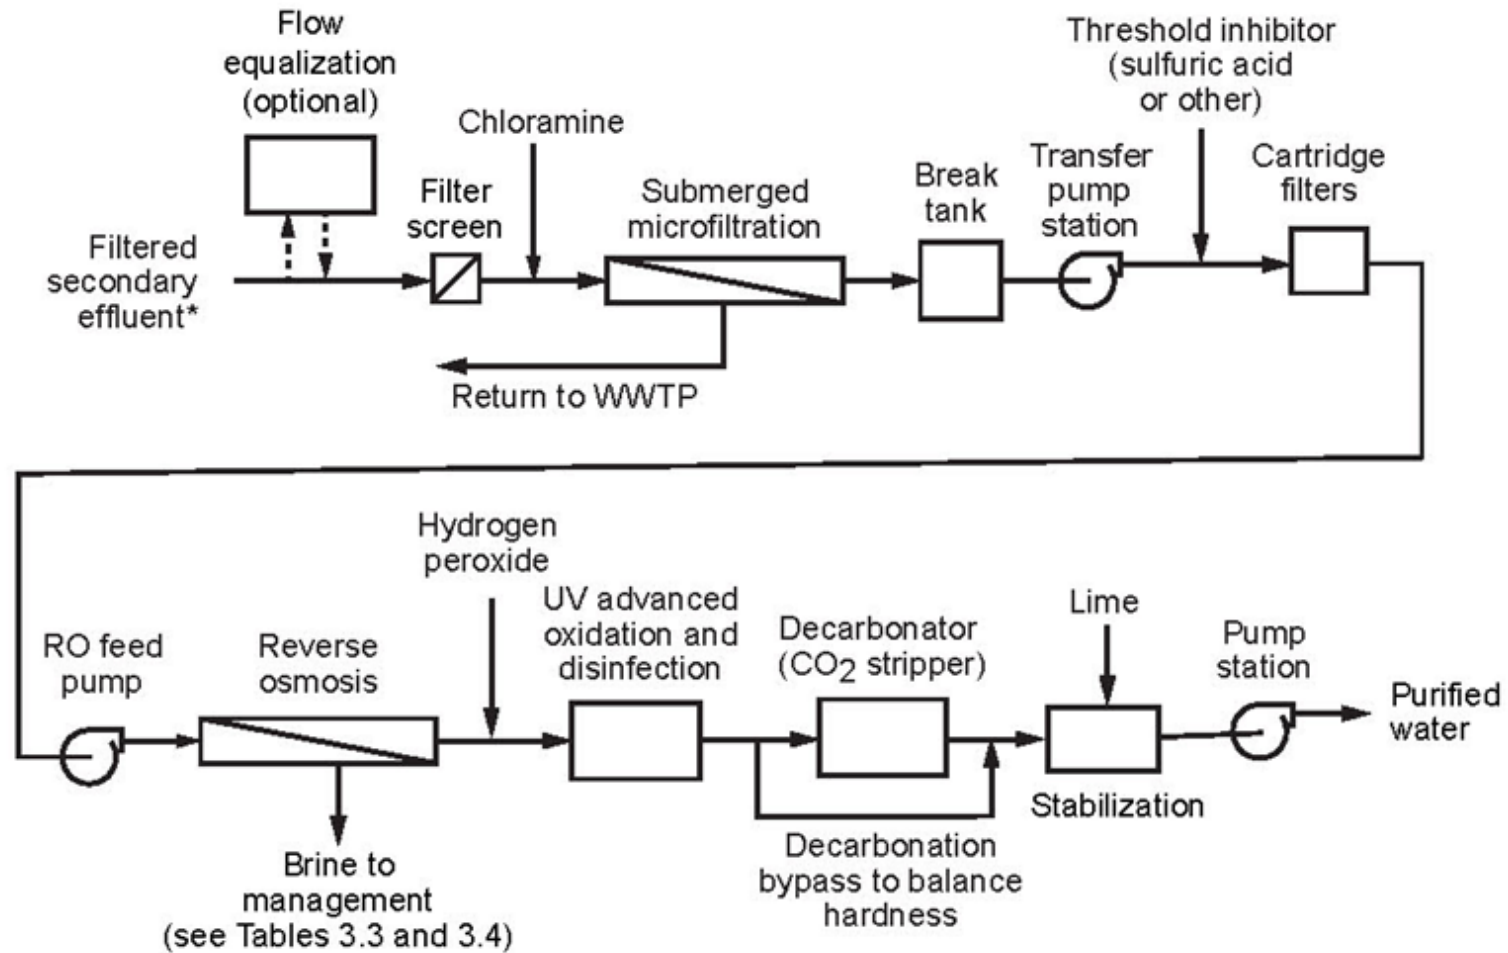 Flow
equalization
(optional)
Chloramine
Threshold inhibitor
(sulfuric acid
or other)
Filter
screen
Submerged
microfiltration
Break
tank
Transfer
pump
station
Cartridge
filters
Filtered
secondary
effluent*
Return to WWTP
Hydrogen
peroxide
RO feed
pump
Reverse
osmosis
UV advanced
oxidation and
disinfection
Decarbonator
(CO2 stripper)
Lime
Pump
station
Purified
water
Stabilization
Brine to
management
(see Tables 3.3 and 3.4)
Decarbonation
bypass to balance
hardness